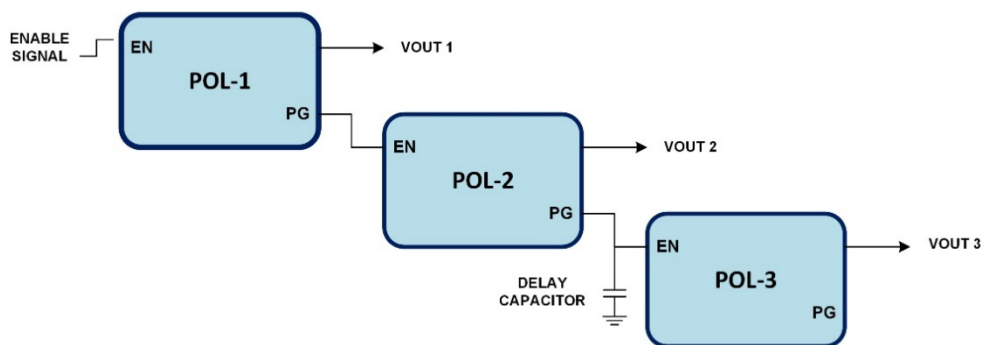 ENABLE
SIGNAL
EN
POL-1
PG
VOUT 1
EN
POL-2
PG
VOUT 2
DELAY
CAPACITOR
EN
POL-3
PG
VOUT 3